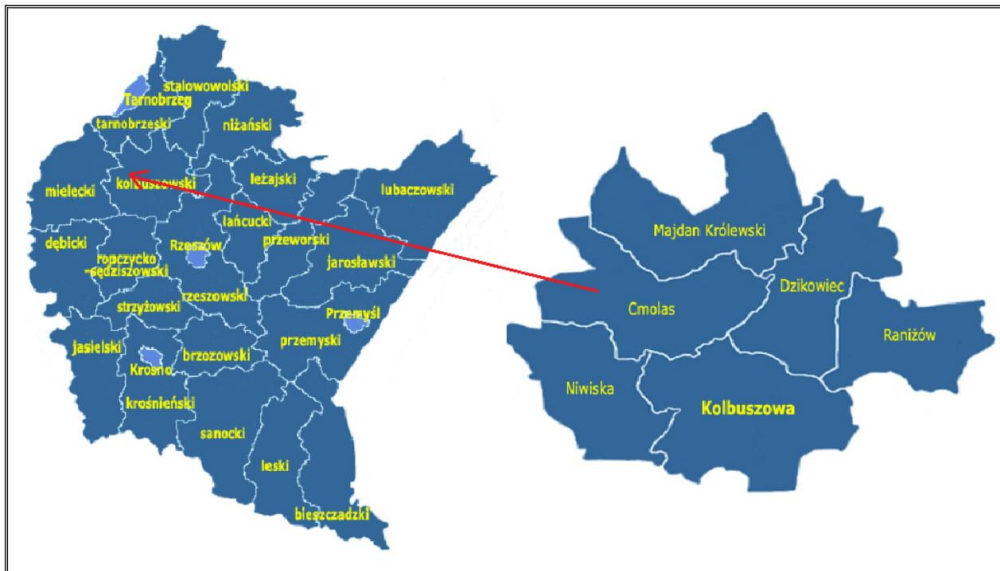 stalowowolski
Tarnobrzeg
tarnobrzeski
niżański
mielecki
kolbuszowski
leżajski
lubaczowski
dębicki
Rzeszów
łańcucki
przeworski
ropczycko
-sędziszowski
jarosławski
strzyżowski
rzeszowski
Przemyśl
jasielski
Krosno
brzozowski
przemyski
krośnieński
sanocki
leski
bieszczadzki
Majdan Królewski
Cmolas
Dzikowiec
Raniżów
Niwiska
Kolbuszowa